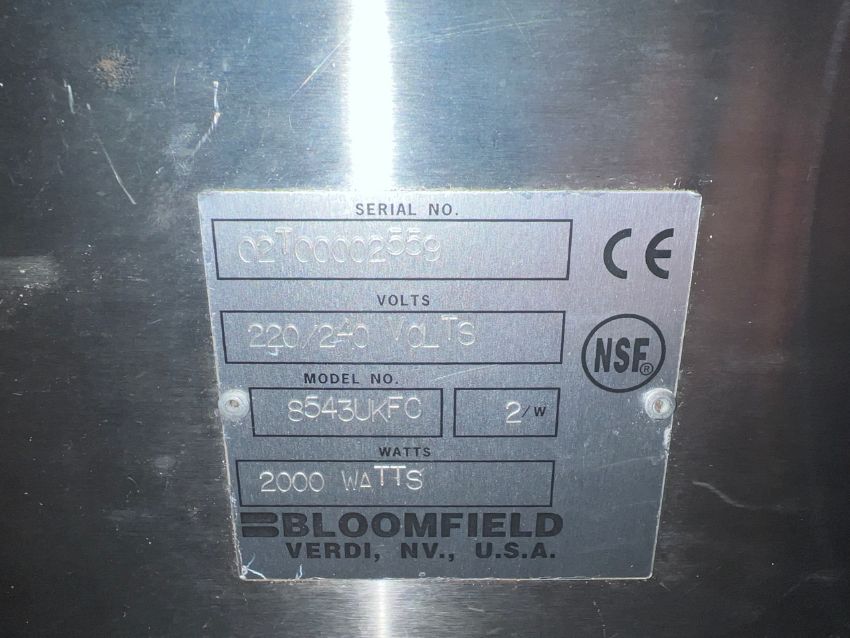 SERIAL NO.
02T00002559
VOLTS
220/240 VOLTS
MODEL NO.
8543UKFC 2/W
WATTS
2000 WATTS
BLOOMFIELD
VERDI, NV., U.S.A.
CE
NSF®